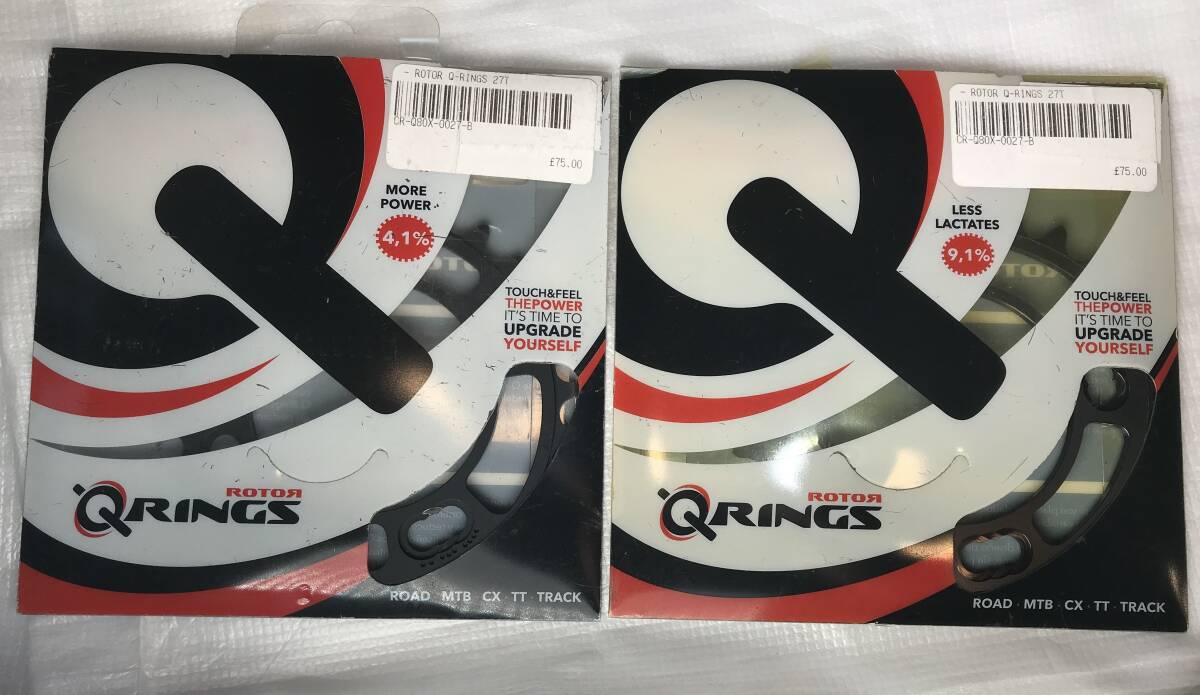 - ROTOR Q-RINGS 27T
CR-Q80X-0027-B
£75.00
MORE
POWER
4,1%
ROTOR
TOUCH&FEEL
THEPOWER
IT'S TIME TO
UPGRADE
YOURSELF
ROTOR
QRINGS
ROAD MTB CX TT TRACK
- ROTOR Q-RINGS 27T
CR-Q80X-0027-B
£75.00
LESS
LACTATES
9,1%
ROTOR
TOUCH&FEEL
THEPOWER
IT'S TIME TO
UPGRADE
YOURSELF
ROTOR
QRINGS
ROAD · MTB · CX · TT · TRACK